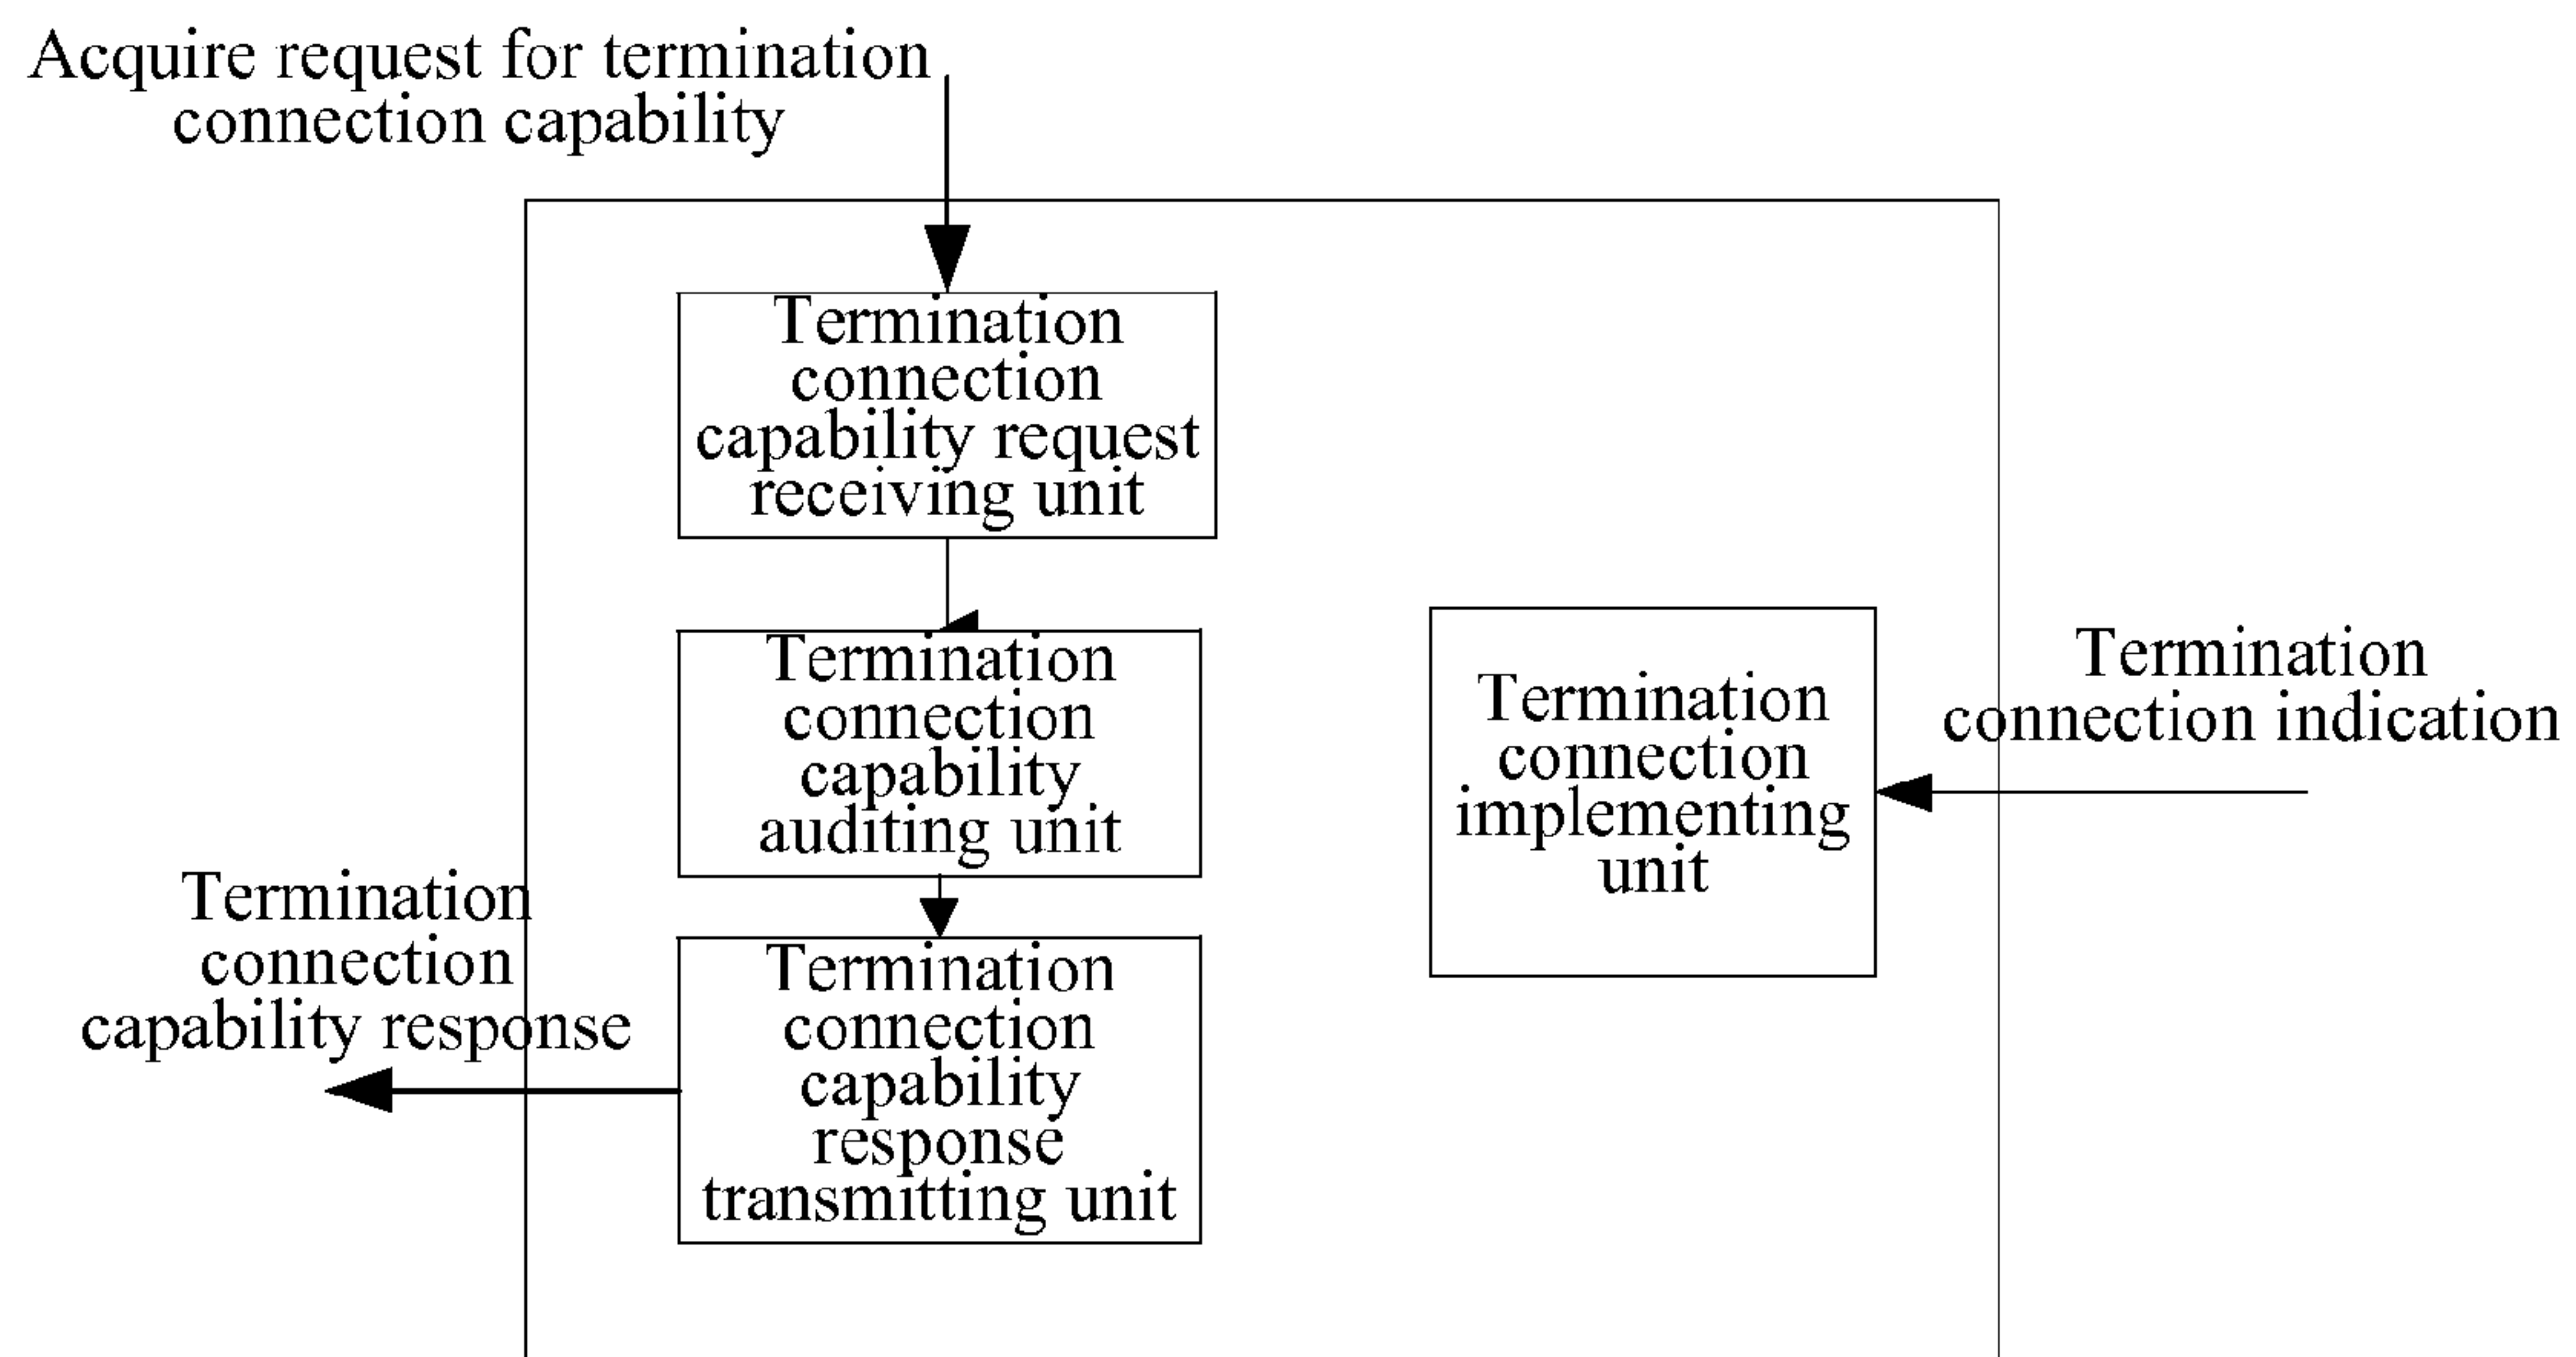 Acquire request for termination
connection capability
Termination
connection
capability request
receiving unit
Termination
connection
capability
auditing unit
Termination
connection
capability response
Termination
connection
capability
response
transmitting unit
Termination
connection
implementing
unit
Termination
connection indication